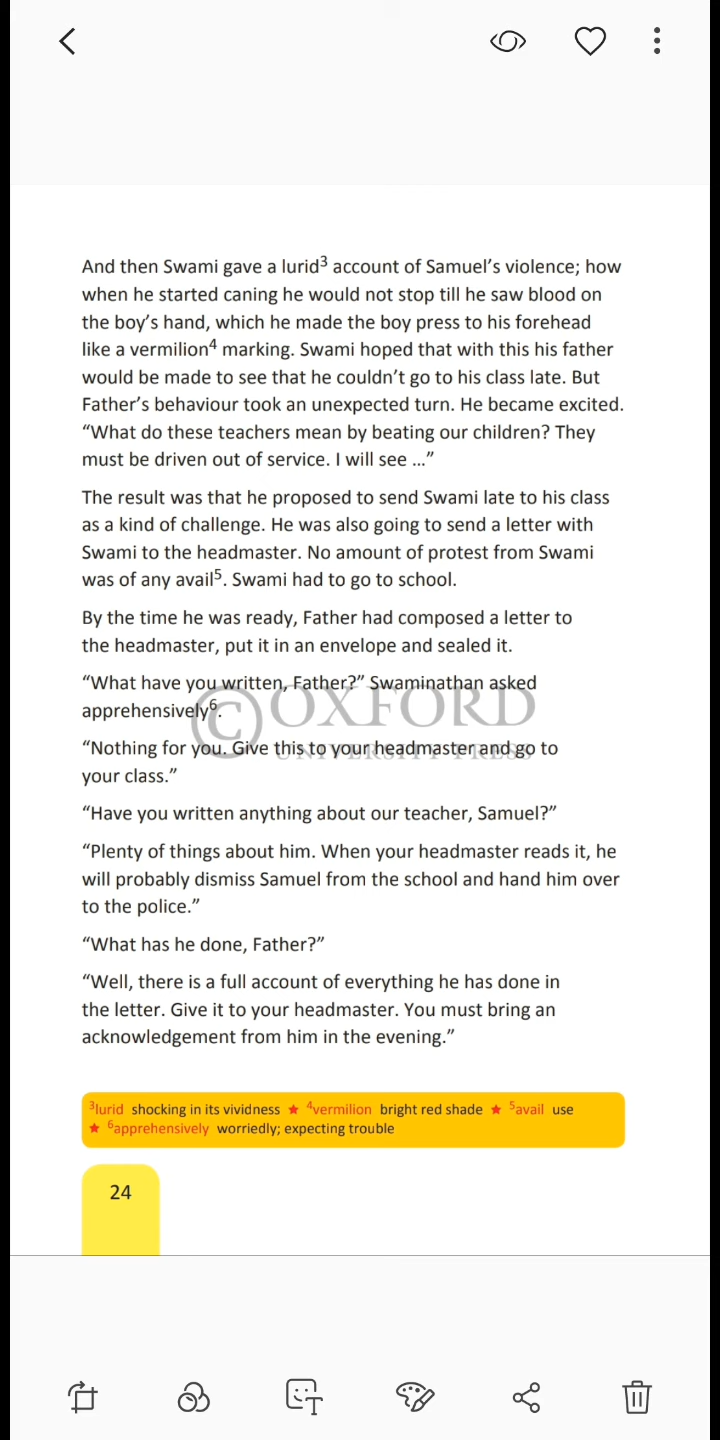 And then Swami gave a lurid³ account of Samuel’s violence; how
when he started caning he would not stop till he saw blood on
the boy’s hand, which he made the boy press to his forehead
like a vermilion⁴ marking. Swami hoped that with this his father
would be made to see that he couldn’t go to his class late. But
Father’s behaviour took an unexpected turn. He became excited.
“What do these teachers mean by beating our children? They
must be driven out of service. I will see ...”
The result was that he proposed to send Swami late to his class
as a kind of challenge. He was also going to send a letter with
Swami to the headmaster. No amount of protest from Swami
was of any avail⁵. Swami had to go to school.
By the time he was ready, Father had composed a letter to
the headmaster, put it in an envelope and sealed it.
“What have you written, Father?” Swaminathan asked
apprehensively⁶.
© OXFORD
UNIVERSITY PRESS
“Nothing for you. Give this to your headmaster and go to
your class.”
“Have you written anything about our teacher, Samuel?”
“Plenty of things about him. When your headmaster reads it, he
will probably dismiss Samuel from the school and hand him over
to the police.”
“What has he done, Father?”
“Well, there is a full account of everything he has done in
the letter. Give it to your headmaster. You must bring an
acknowledgement from him in the evening.”
³lurid shocking in its vividness ★ ⁴vermilion bright red shade ★ ⁵avail use
★ ⁶apprehensively worriedly; expecting trouble
24